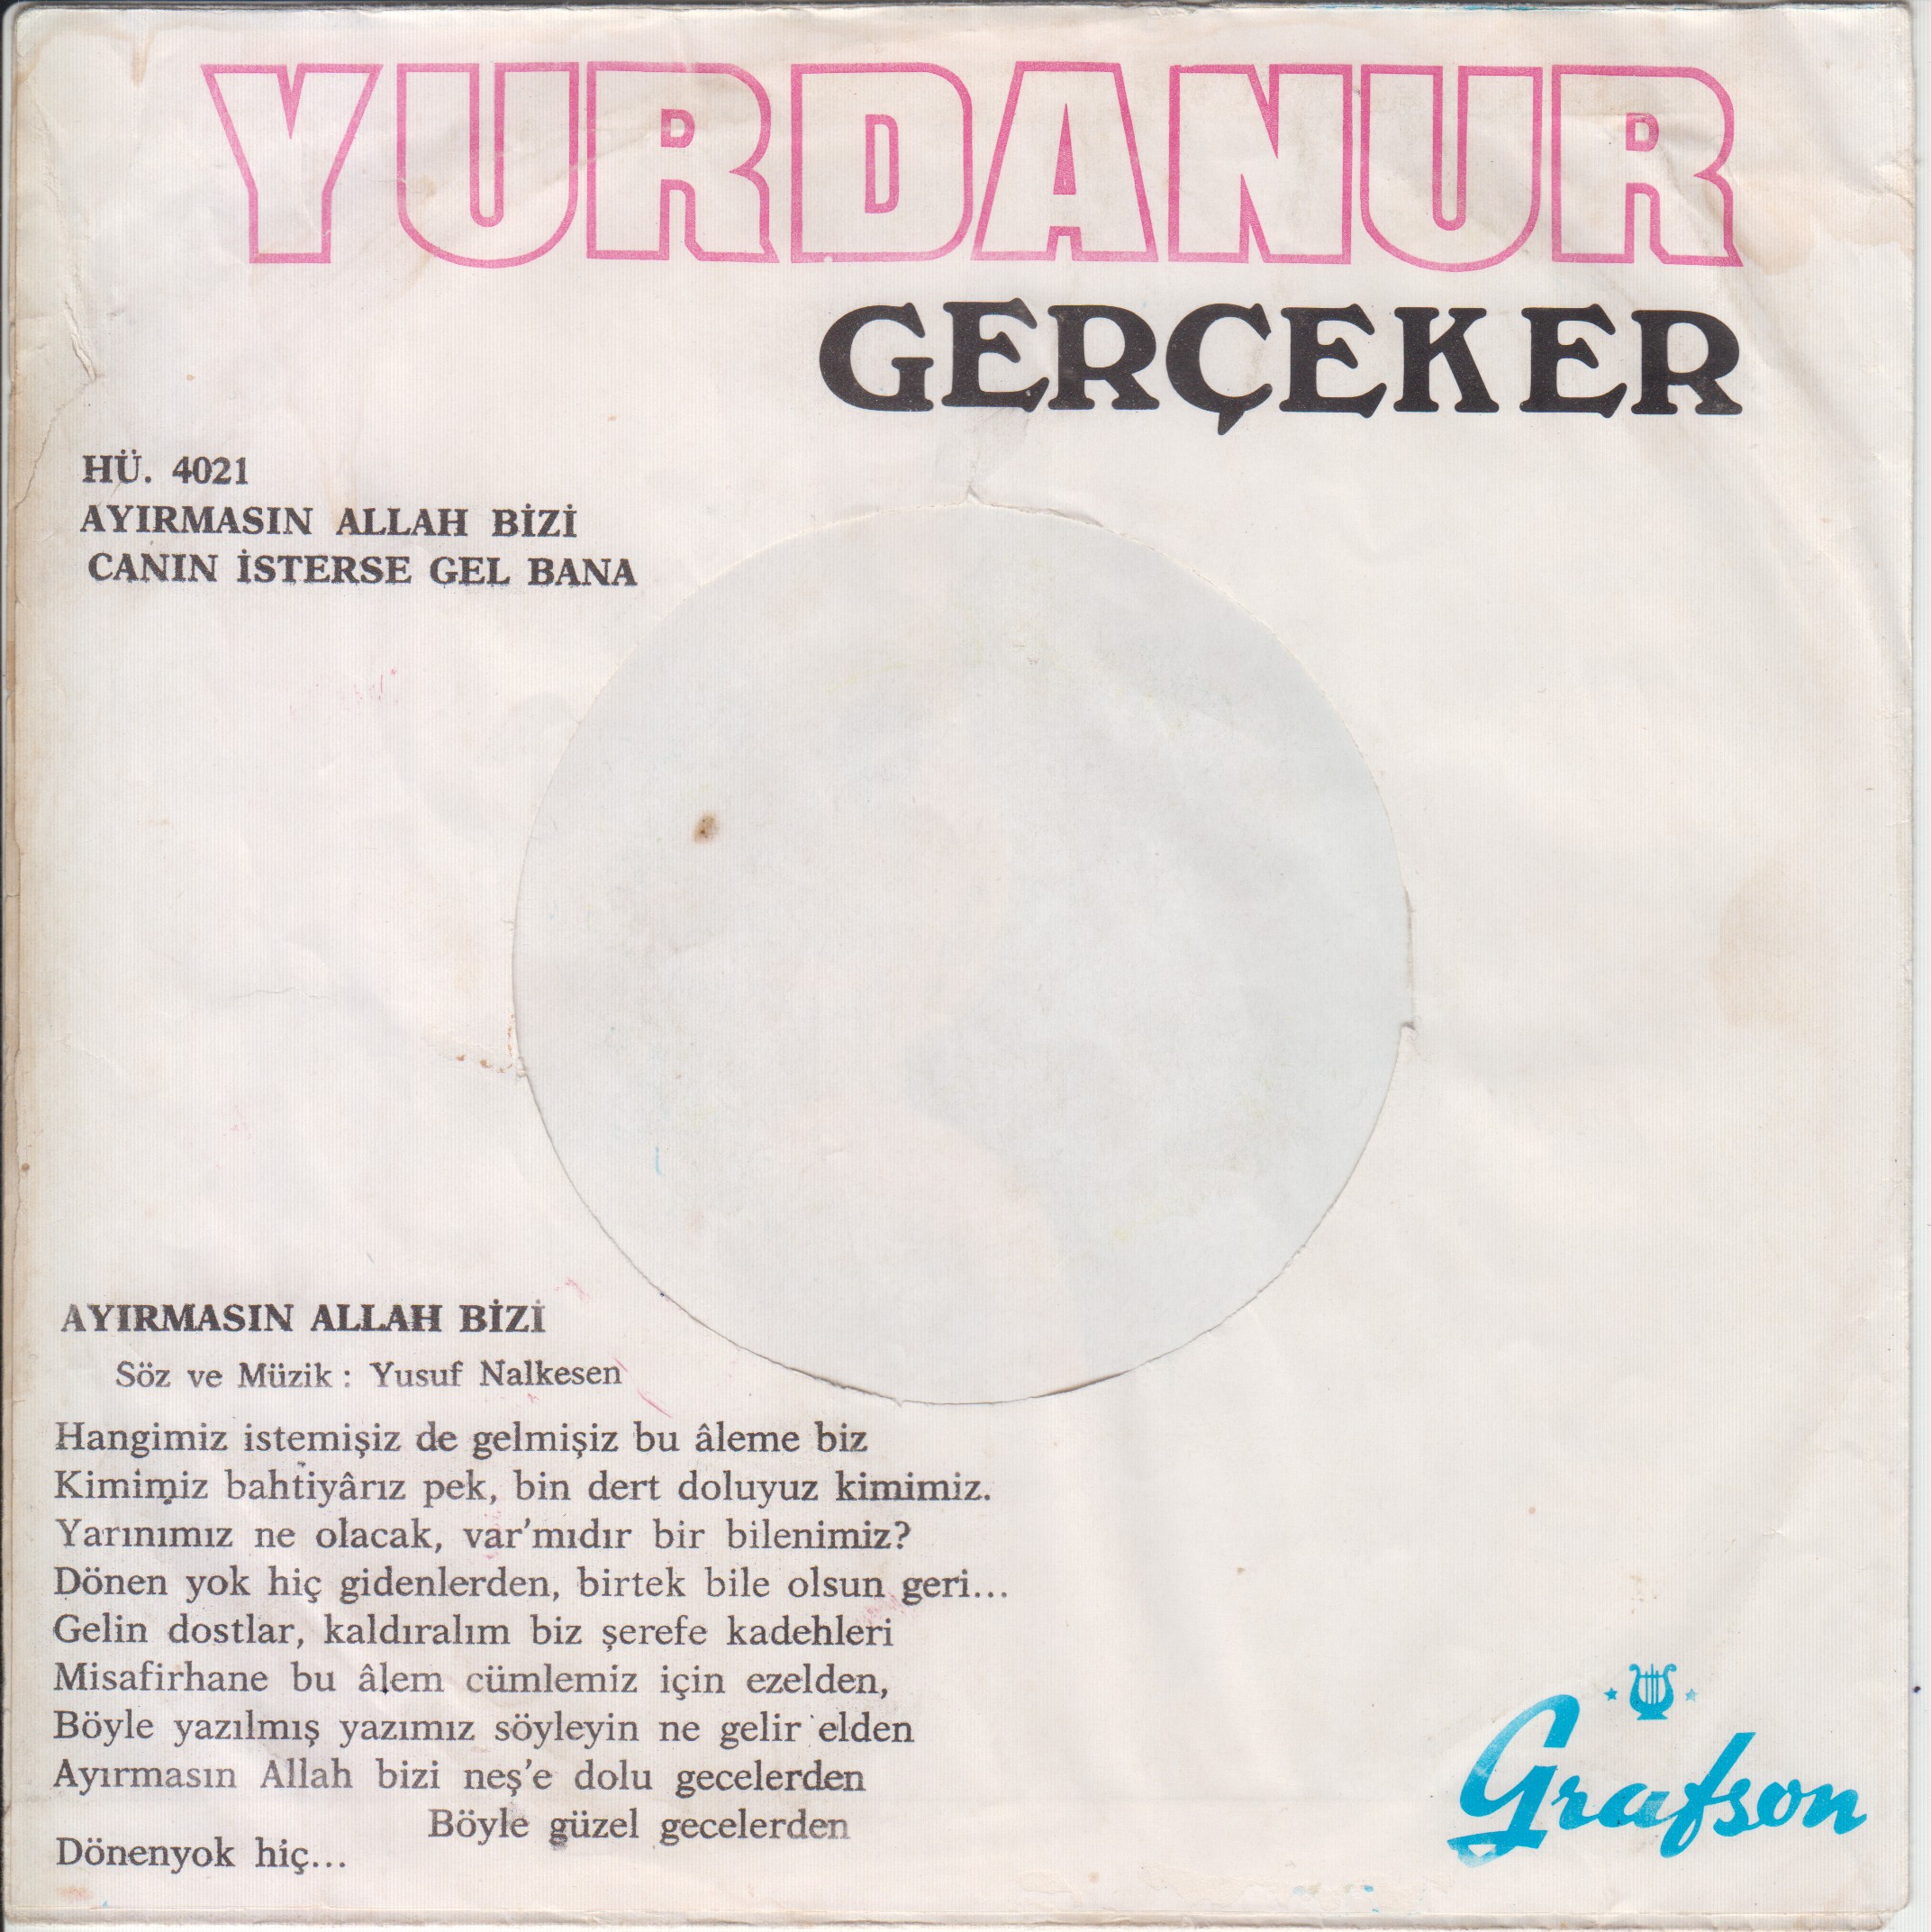 YURDANUR
GERÇEKER
HÜ. 4021
AYIRMASIN ALLAH BİZİ
CANIN İSTERSE GEL BANA
AYIRMASIN ALLAH BİZİ
Söz ve Müzik : Yusuf Nalkesen
Hangimiz istemişiz de gelmişiz bu âleme biz
Kimimiz bahtiyârız pek, bin dert doluyuz kimimiz.
Yarınımız ne olacak, var'mıdır bir bilenimiz?
Dönen yok hiç gidenlerden, birtek bile olsun geri...
Gelin dostlar, kaldıralım biz şerefe kadehleri
Misafirhane bu âlem cümlemiz için ezelden,
Böyle yazılmış yazımız söyleyin ne gelir elden
Ayırmasın Allah bizi neş'e dolu gecelerden
Böyle güzel gecelerden
Dönenyok hiç...
Grafson